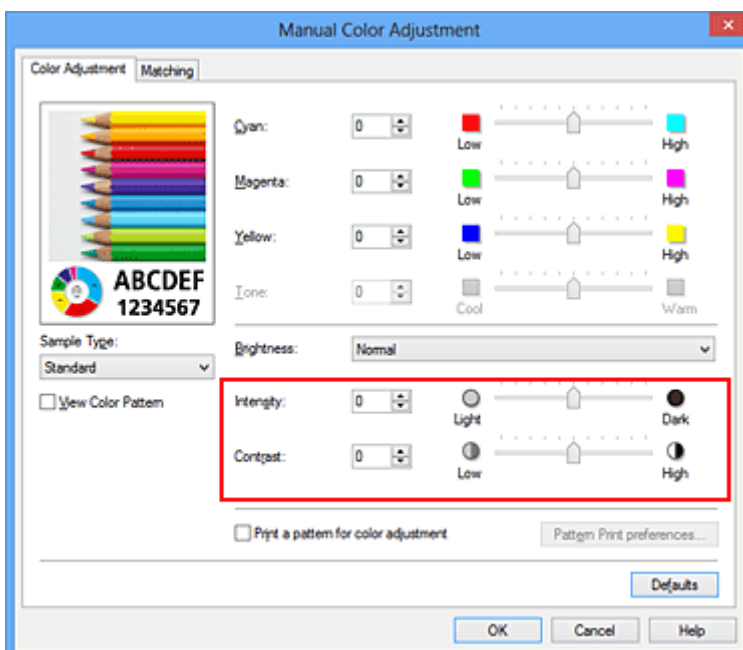 Manual Color Adjustment
Color Adjustment
Matching
ABCDEF
1234567
Sample Type:
Standard
View Color Pattern
Cyan: 0 Low High
Magenta: 0 Low High
Yellow: 0 Low High
Tone: 0 Cool Warm
Brightness: Normal
Intensity: 0 Light Dark
Contrast: 0 Low High
Print a pattern for color adjustment
Pattern Print preferences...
Defaults
OK Cancel Help